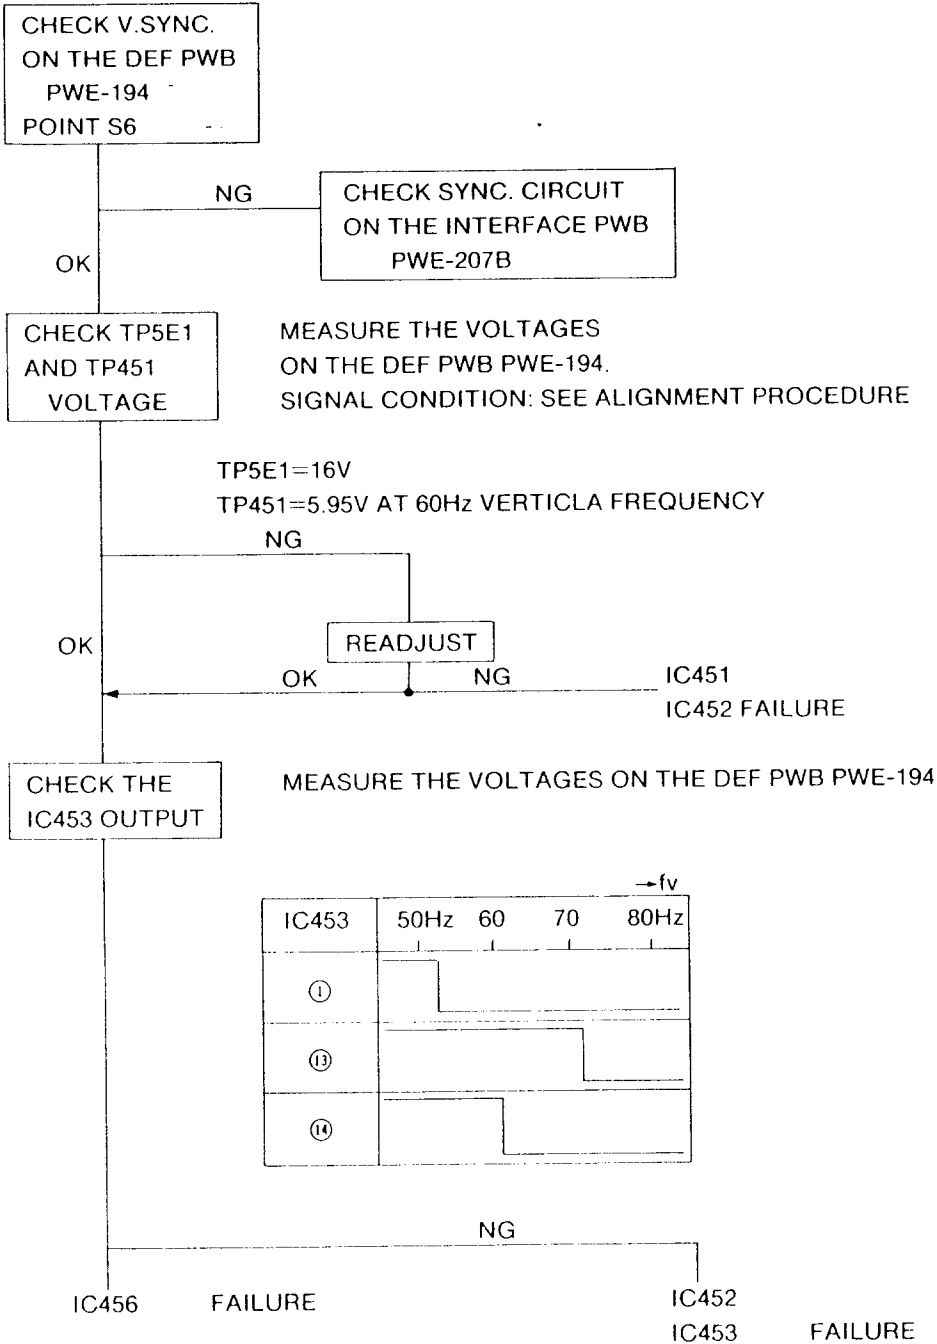 CHECK V.SYNC.
ON THE DEF PWB
PWE-194
POINT S6
NG
CHECK SYNC. CIRCUIT
ON THE INTERFACE PWB
PWE-207B
OK
CHECK TP5E1
AND TP451
VOLTAGE
MEASURE THE VOLTAGES
ON THE DEF PWB PWE-194.
SIGNAL CONDITION: SEE ALIGNMENT PROCEDURE
TP5E1=16V
TP451=5.95V AT 60Hz VERTICLA FREQUENCY
NG
OK
READJUST
OK NG IC451
IC452 FAILURE
CHECK THE
IC453 OUTPUT
MEASURE THE VOLTAGES ON THE DEF PWB PWE-194
→fv
IC453 50Hz 60 70 80Hz
①
⑬
⑭
NG
IC456 FAILURE
IC452
IC453 FAILURE